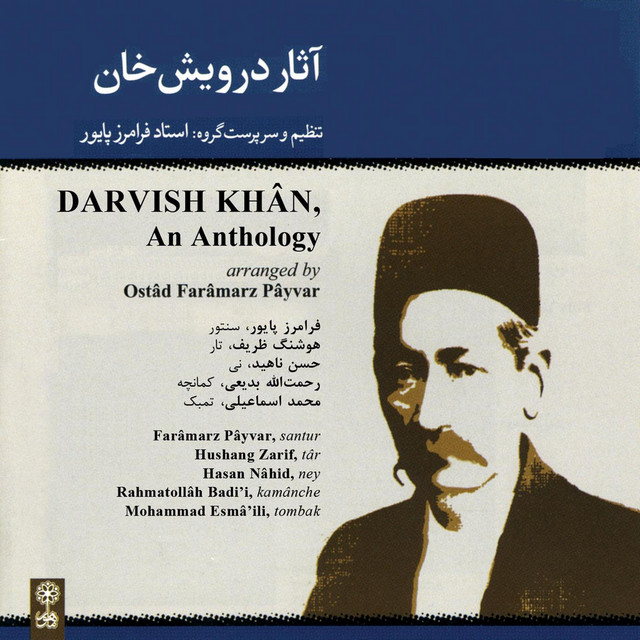 آثار درویش خان
تنظیم و سرپرست گروه: استاد فرامرز پایور
DARVISH KHÂN,
An Anthology
arranged by
Ostâd Farâmarz Pâyvar
فرامرز پایور، سنتور
هوشنگ ظریف، تار
حسن ناهید، نی
رحمت‌الله بدیعی، کمانچه
محمد اسماعیلی، تمبک
Farâmarz Pâyvar, santur
Hushang Zarif, târ
Hasan Nâhid, ney
Rahmatollâh Badi’i, kamânche
Mohammad Esmâ’ili, tombak
ماهور